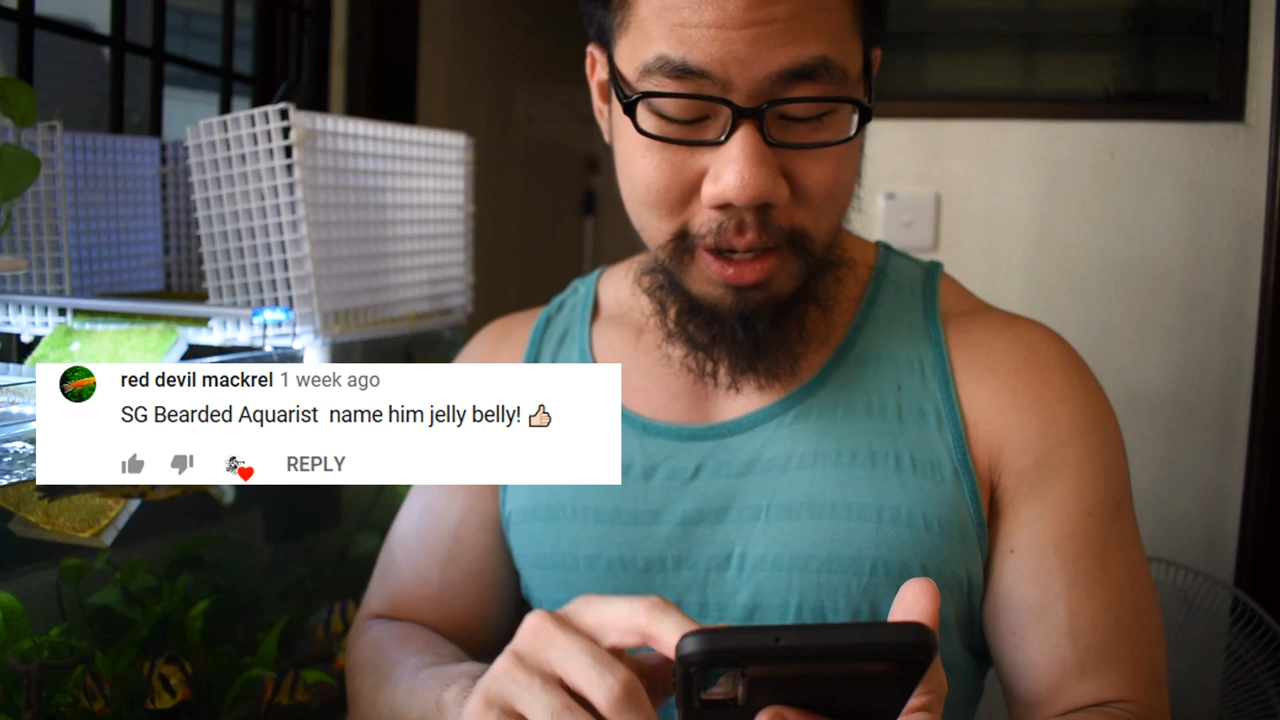 red devil mackrel 1 week ago
SG Bearded Aquarist name him jelly belly! 👍🏻
REPLY